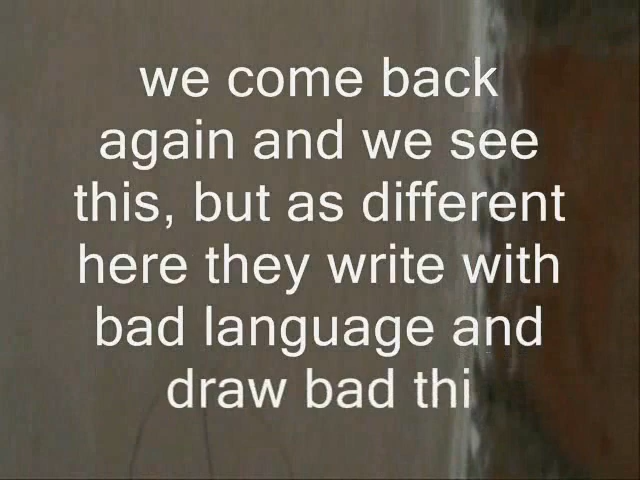 we come back
again and we see
this, but as different
here they write with
bad language and
draw bad thi